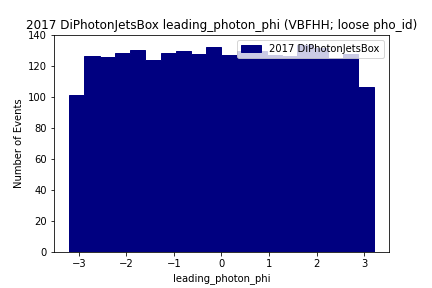 2017 DiPhotonJetsBox leading_photon_phi (VBFHH; loose pho_id)
2017 DiPhotonJetsBox
140
120
100
80
60
40
20
0
Number of Events
−3 −2 −1 0 1 2 3
leading_photon_phi